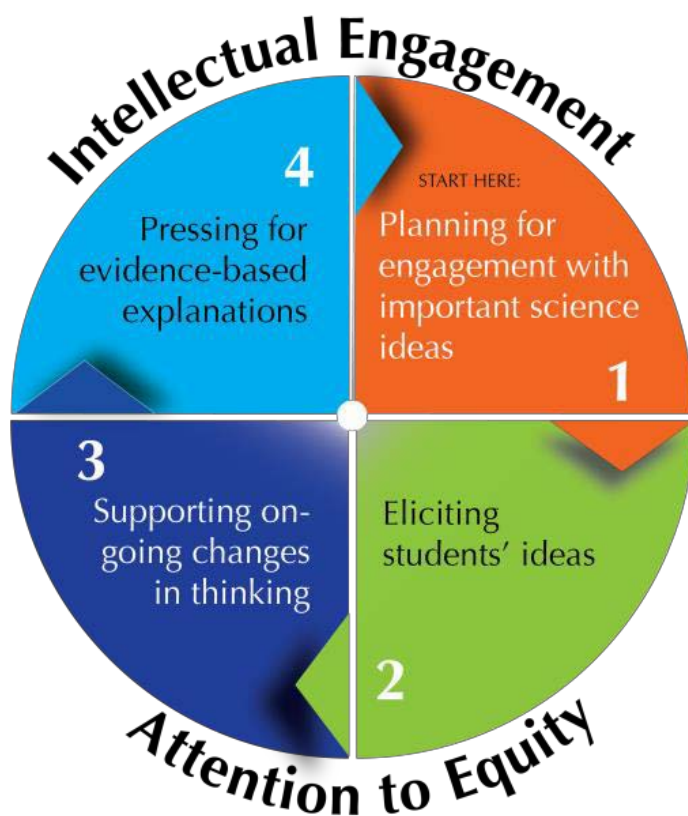 Intellectual Engagement
START HERE:
Planning for
engagement with
important science
ideas
1
Eliciting
students’ ideas
2
3
Supporting on-
going changes
in thinking
4
Pressing for
evidence-based
explanations
Attention to Equity